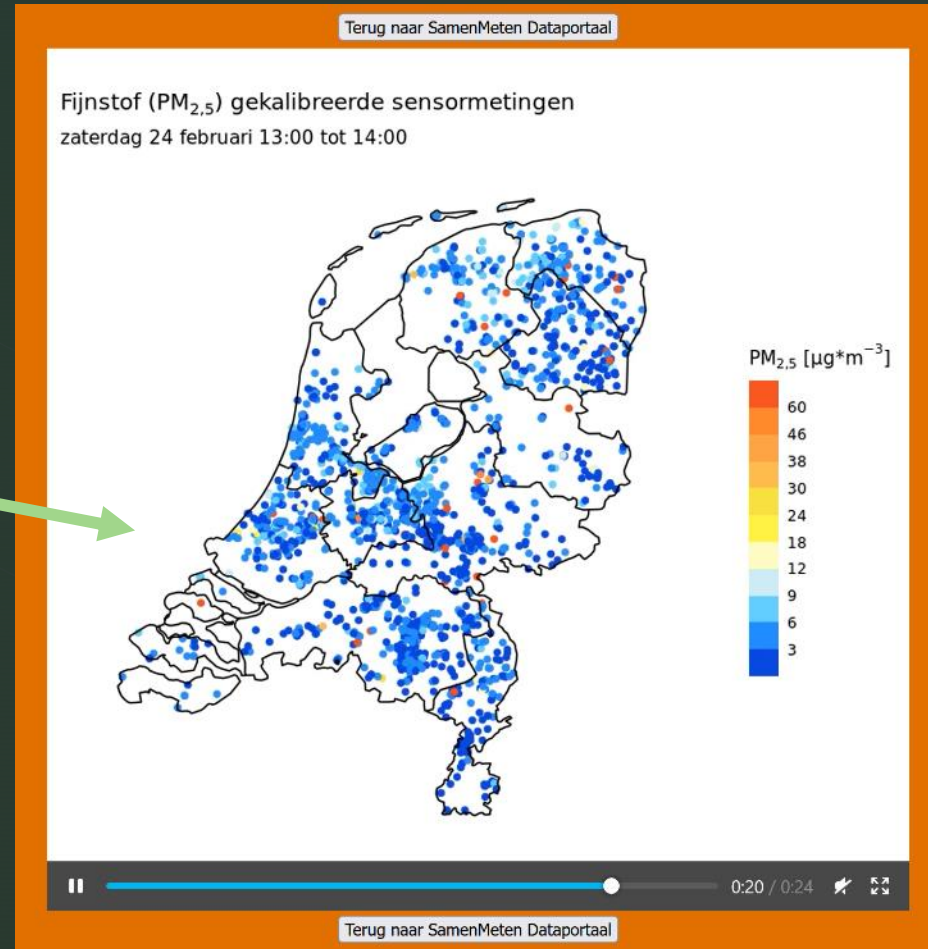 Terug naar SamenMeten Dataportaal
Fijnstof (PM2,5) gekalibreerde sensormetingen
zaterdag 24 februari 13:00 tot 14:00
PM2,5 [µg*m−3]
60
46
38
30
24
18
12
9
6
3
0:20 / 0:24
Terug naar SamenMeten Dataportaal